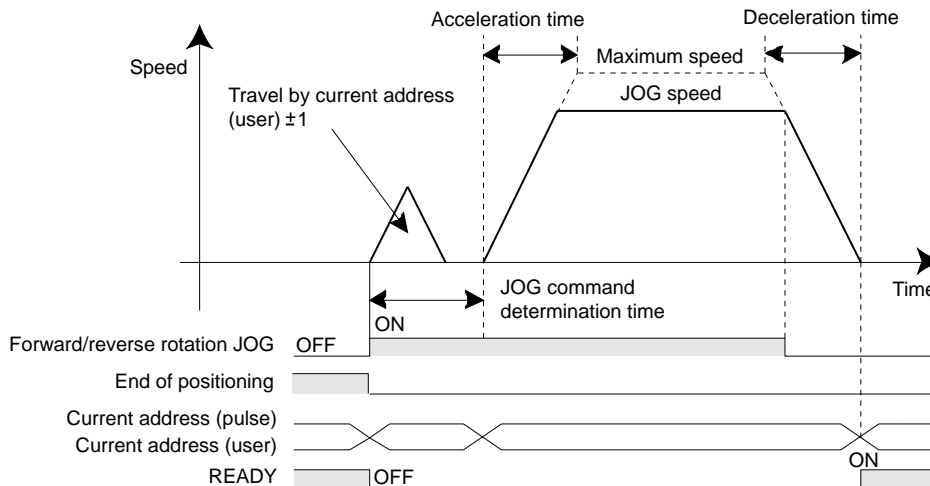 Acceleration time
Deceleration time
Speed
Maximum speed
JOG speed
Travel by current address
(user) ±1
Time
JOG command
determination time
ON
Forward/reverse rotation JOG
OFF
End of positioning
Current address (pulse)
Current address (user)
ON
READY
OFF